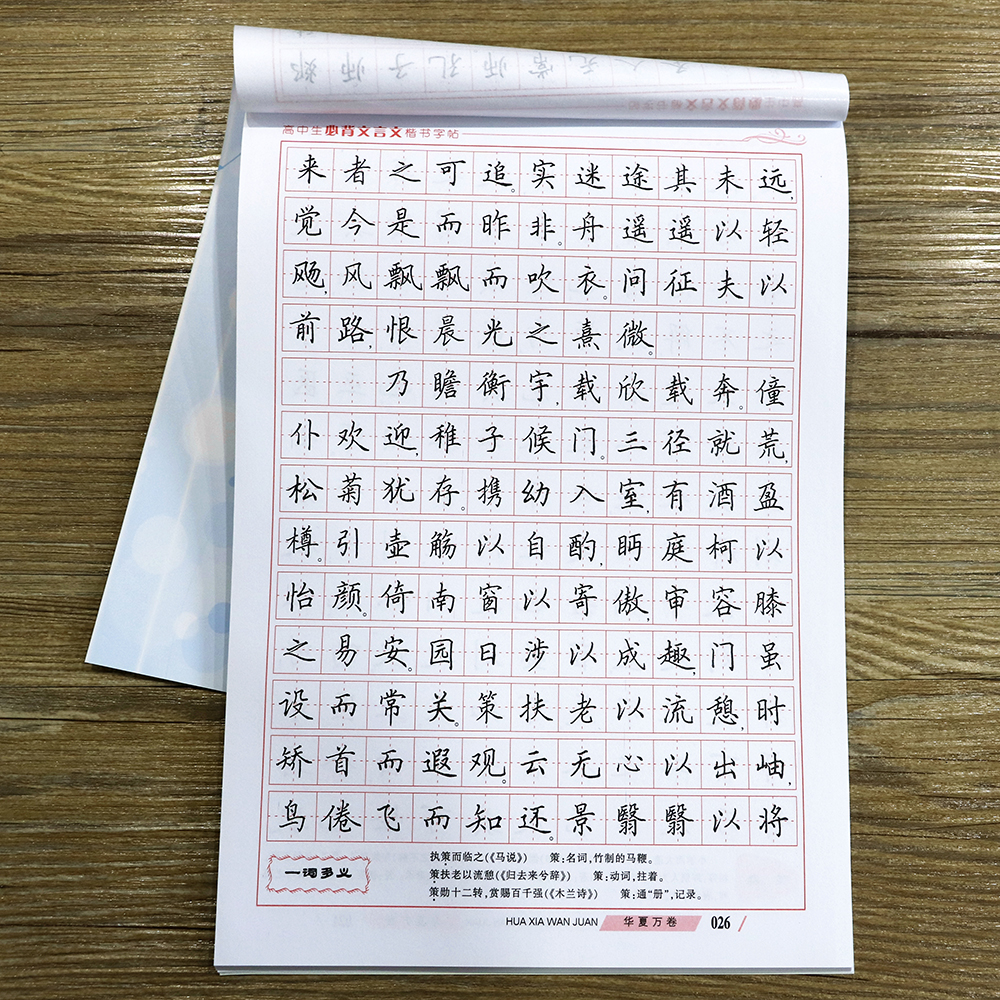 郯师孔子师常无人
高中生必背文言文楷书字帖
来者之可追。实迷途其未远,
觉今是而昨非。舟遥遥以轻
飏,风飘飘而吹衣。问征夫以
前路,恨晨光之熹微。
乃瞻衡宇,载欣载奔。僮
仆欢迎,稚子候门。三径就荒,
松菊犹存。携幼入室,有酒盈
樽。引壶觞以自酌,眄庭柯以
怡颜。倚南窗以寄傲,审容膝
之易安。园日涉以成趣,门虽
设而常关。策扶老以流憩,时
矫首而遐观。云无心以出岫,
鸟倦飞而知还。景翳翳以将
一词多义
执策而临之(《马说》) 策:名词,竹制的马鞭。
策扶老以流憩(《归去来兮辞》) 策:动词,拄着。
策勋十二转,赏赐百千强(《木兰诗》) 策:通“册”,记录。
HUA XIA WAN JUAN 华夏万卷 026